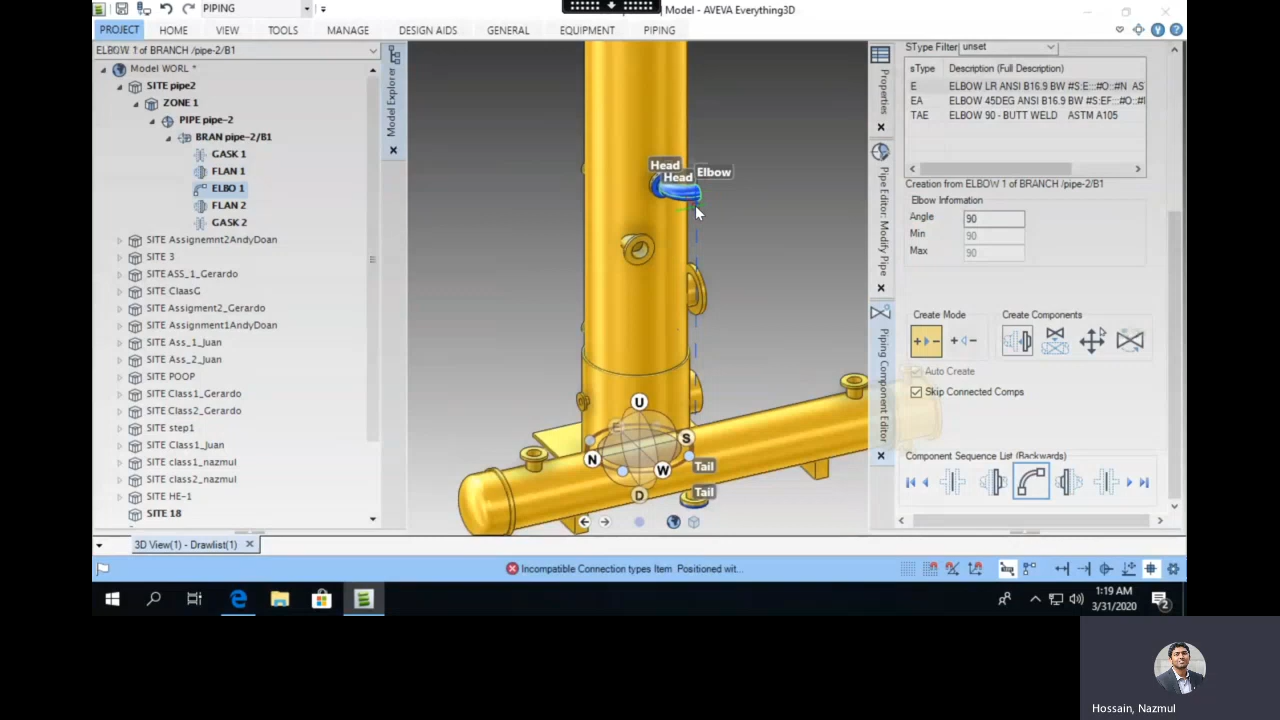 PIPING
Model - AVEVA Everything3D
PROJECT HOME VIEW TOOLS MANAGE DESIGN AIDS GENERAL EQUIPMENT PIPING
ELBOW 1 of BRANCH /pipe-2/B1
Model WORL *
SITE pipe2
ZONE 1
PIPE pipe-2
BRAN pipe-2/B1
GASK 1
FLAN 1
ELBO 1
FLAN 2
GASK 2
SITE Assignemnt2AndyDoan
SITE 3
SITE ASS_1_Gerardo
SITE ClaasG
SITE Assigment2_Gerardo
SITE Assignment1AndyDoan
SITE Ass_1_Juan
SITE Ass_2_Juan
SITE POOP
SITE Class1_Gerardo
SITE Class2_Gerardo
SITE step1
SITE Class1_Juan
SITE class1_nazmul
SITE class2_nazmul
SITE HE-1
SITE 18
Model Explorer
Head
Head
Elbow
U
S
N
W
D
Tail
Tail
Properties
Pipe Editor: Modify Pipe
Piping Component Editor
SType Filter unset
sType Description (Full Description)
E ELBOW LR ANSI B16.9 BW #S:E:::#O::#N AS
EA ELBOW 45DEG ANSI B16.9 BW #S:EF:::#O::#
TAE ELBOW 90 - BUTT WELD ASTM A105
Creation from ELBOW 1 of BRANCH /pipe-2/B1
Elbow Information
Angle 90
Min 90
Max 90
Create Mode Create Components
Auto Create
Skip Connected Comps
Component Sequence List (Backwards)
3D View(1) - Drawlist(1)
Incompatible Connection types Item Positioned wit...
1:19 AM
3/31/2020
2
Hossain, Nazmul